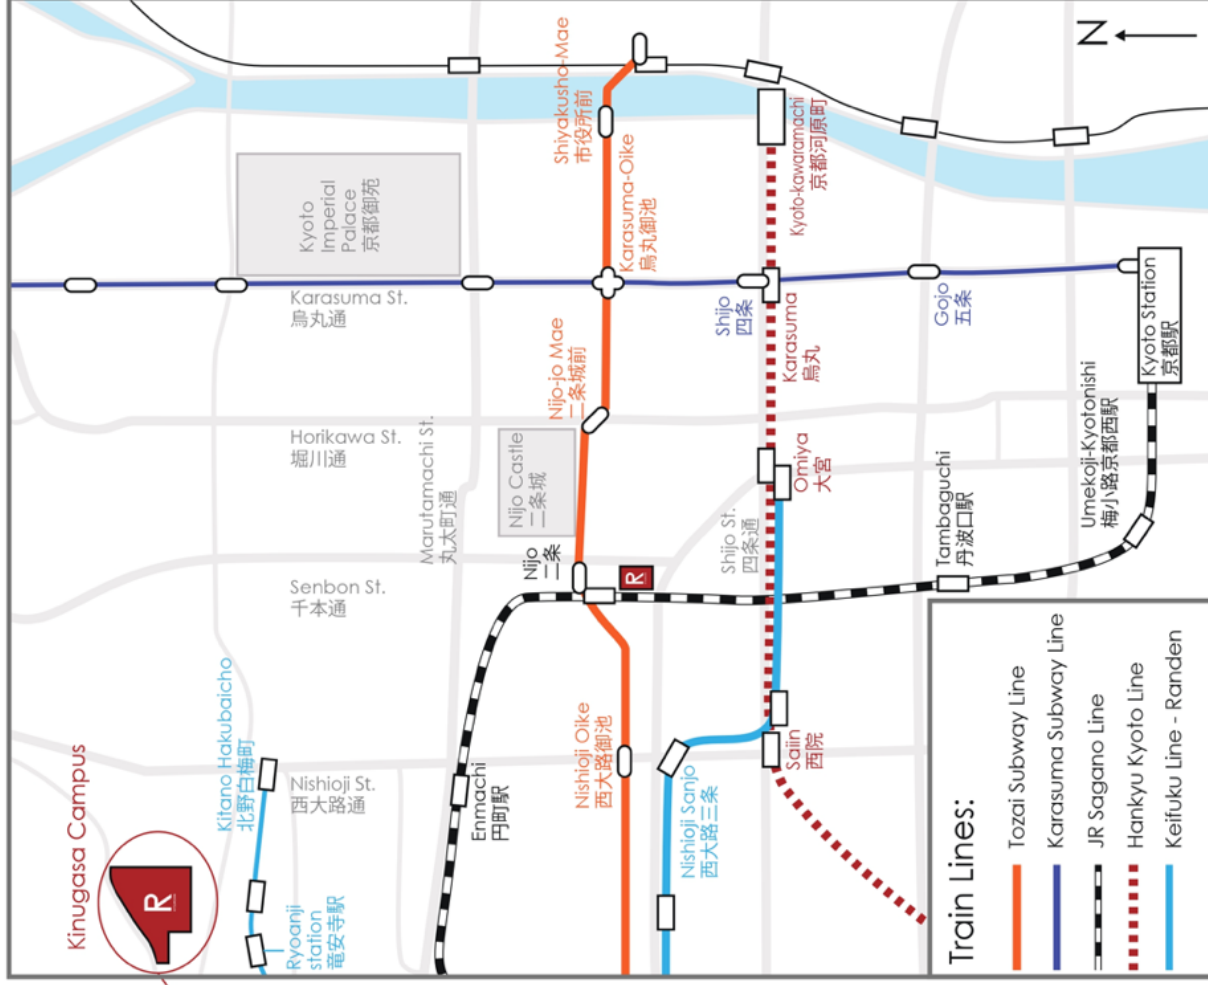 Kinugasa Campus
R
Kitano Hakubaicho
北野白梅町
Ryoanji
station
竜安寺駅
Nishioji St.
西大路通
Senbon St.
千本通
Horikawa St.
堀川通
Karasuma St.
烏丸通
Kyoto
Imperial
Palace
京都御苑
N
Marutamachi St.
丸太町通
Enmachi
円町駅
Nijo Castle
二条城
Nijo
二条
Nijo-jo Mae
二条城前
Shiyakusho-Mae
市役所前
Karasuma-Oike
烏丸御池
Nishioji Oike
西大路御池
R
Nishioji Sanjo
西大路三条
Shijo St.
四条通
Shijo
四条
Saiin
西院
Omiya
大宮
Karasuma
烏丸
Kyoto-kawaramachi
京都河原町
Tambaguchi
丹波口駅
Gojo
五条
Umekoji-Kyotonishi
梅小路京都西駅
Kyoto Station
京都駅
Train Lines:
Tozai Subway Line
Karasuma Subway Line
JR Sagano Line
Hankyu Kyoto Line
Keifuku Line - Randen